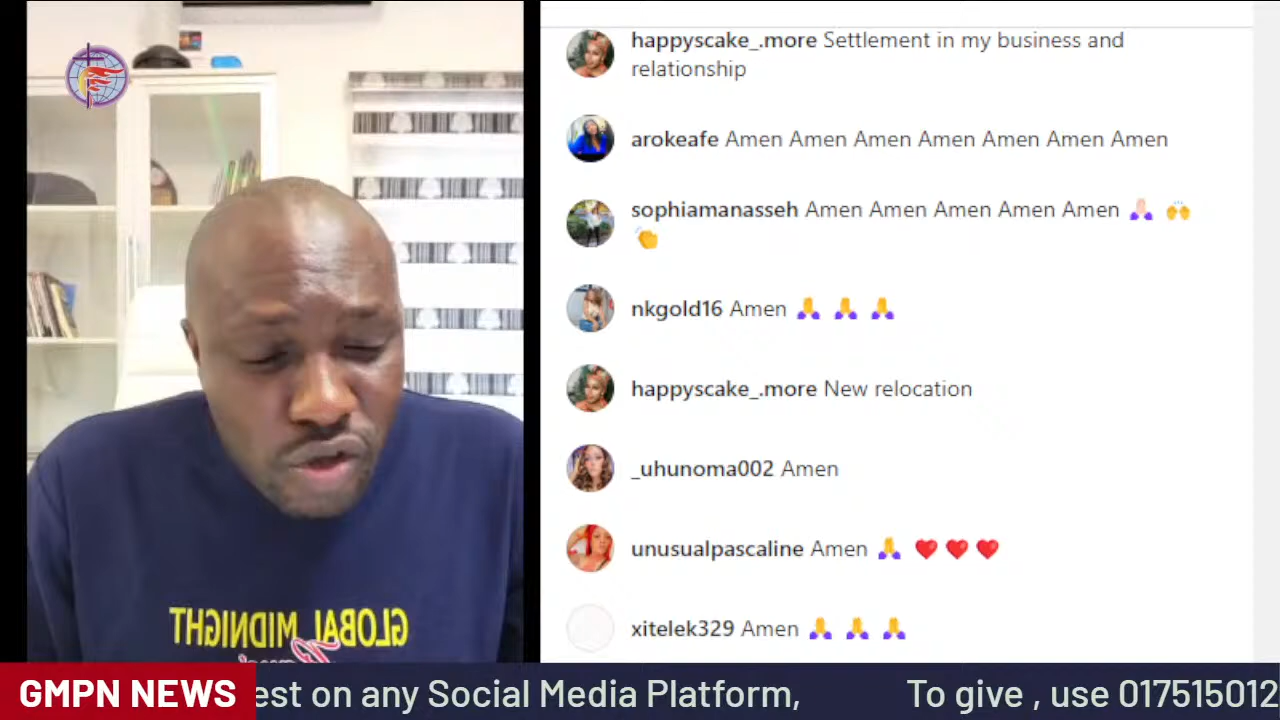 happyscake_.more Settlement in my business and
relationship
arokeafe Amen Amen Amen Amen Amen Amen Amen
sophiamanasseh Amen Amen Amen Amen Amen 🙏🏻 🙌
👏
nkgold16 Amen 🙏 🙏 🙏
happyscake_.more New relocation
_uhunoma002 Amen
unusualpascaline Amen 🙏 ❤️ ❤️ ❤️
xitelek329 Amen 🙏 🙏 🙏
GLOBAL MIDNIGHT
GMPN NEWS est on any Social Media Platform, To give , use 017515012